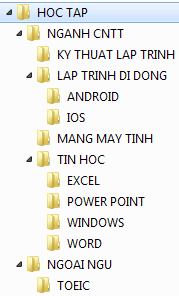 HOC TAP
NGANH CNTT
KY THUAT LAP TRINH
LAP TRINH DI DONG
ANDROID
IOS
MANG MAY TINH
TIN HOC
EXCEL
POWER POINT
WINDOWS
WORD
NGOAI NGU
TOEIC